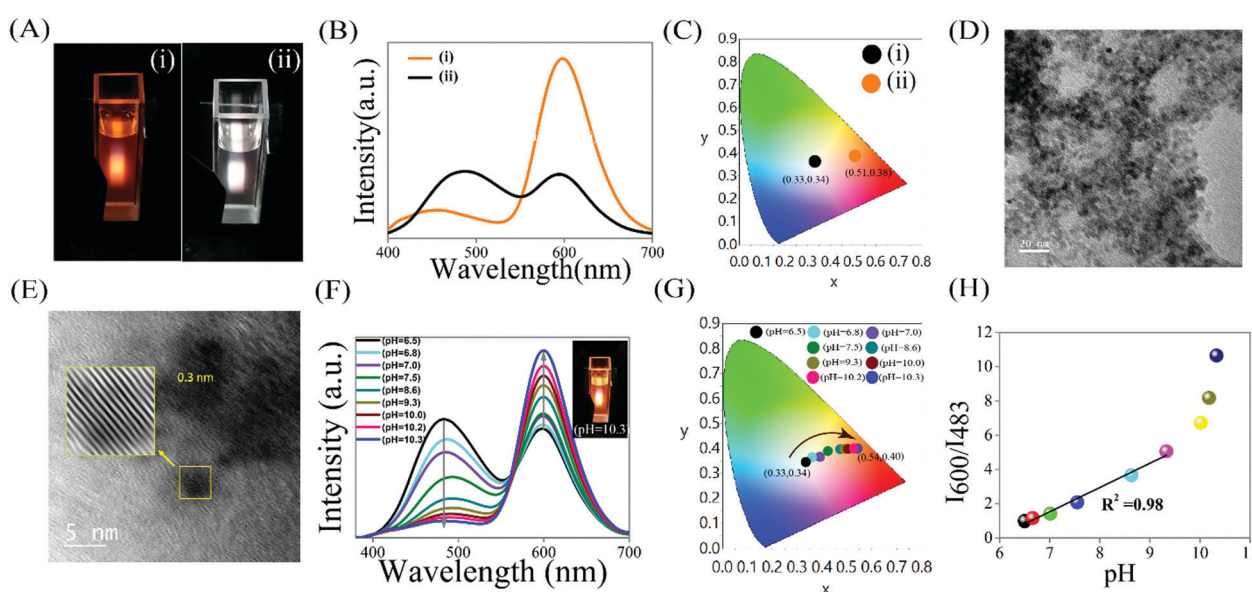 (A)
(i)
(ii)
(B)
(i)
(ii)
Intensity(a.u.)
400 500 600 700
Wavelength(nm)
(C)
(i)
(ii)
0.9
0.8
0.7
0.6
0.5
0.4
0.3
0.2
0.1
0.0
y
(0.33,0.34)
(0.51,0.38)
0.0 0.1 0.2 0.3 0.4 0.5 0.6 0.7 0.8
x
(D)
20 nm
(E)
0.3 nm
5 nm
(F)
(pH=6.5)
(pH=6.8)
(pH=7.0)
(pH=7.5)
(pH=8.6)
(pH=9.3)
(pH=10.0)
(pH=10.2)
(pH=10.3)
(pH=10.3)
Intensity (a.u.)
400 500 600 700
Wavelength (nm)
(G)
(pH=6.5) (pH=6.8) (pH=7.0)
(pH=7.5) (pH=8.6)
(pH=9.3) (pH=10.0)
(pH=10.2) (pH=10.3)
0.9
0.8
0.7
0.6
0.5
0.4
0.3
0.2
0.1
0.0
y
(0.33,0.34)
(0.54,0.40)
0.0 0.1 0.2 0.3 0.4 0.5 0.6 0.7 0.8
x
(H)
12
10
8
6
4
2
0
I600/I483
R2 =0.98
6 7 8 9 10 1
pH